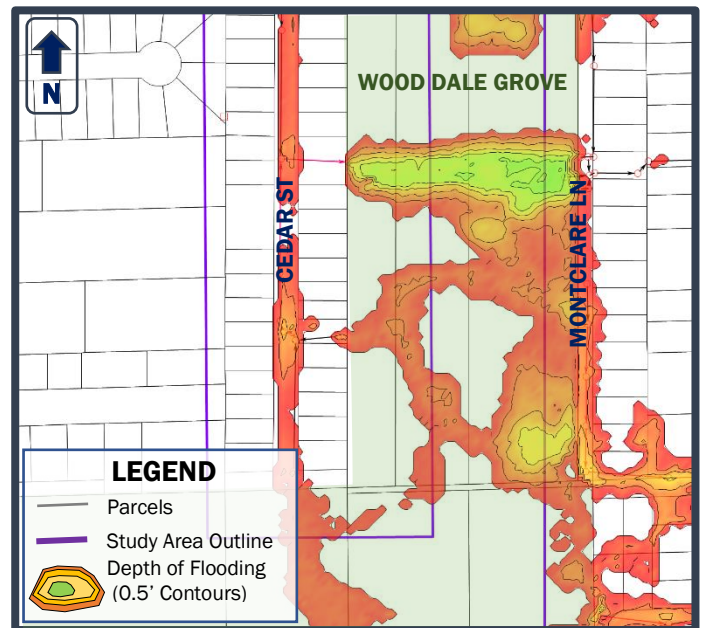 N
WOOD DALE GROVE
CEDAR ST
MONTCLARE LN
LEGEND
Parcels
Study Area Outline
Depth of Flooding
(0.5' Contours)